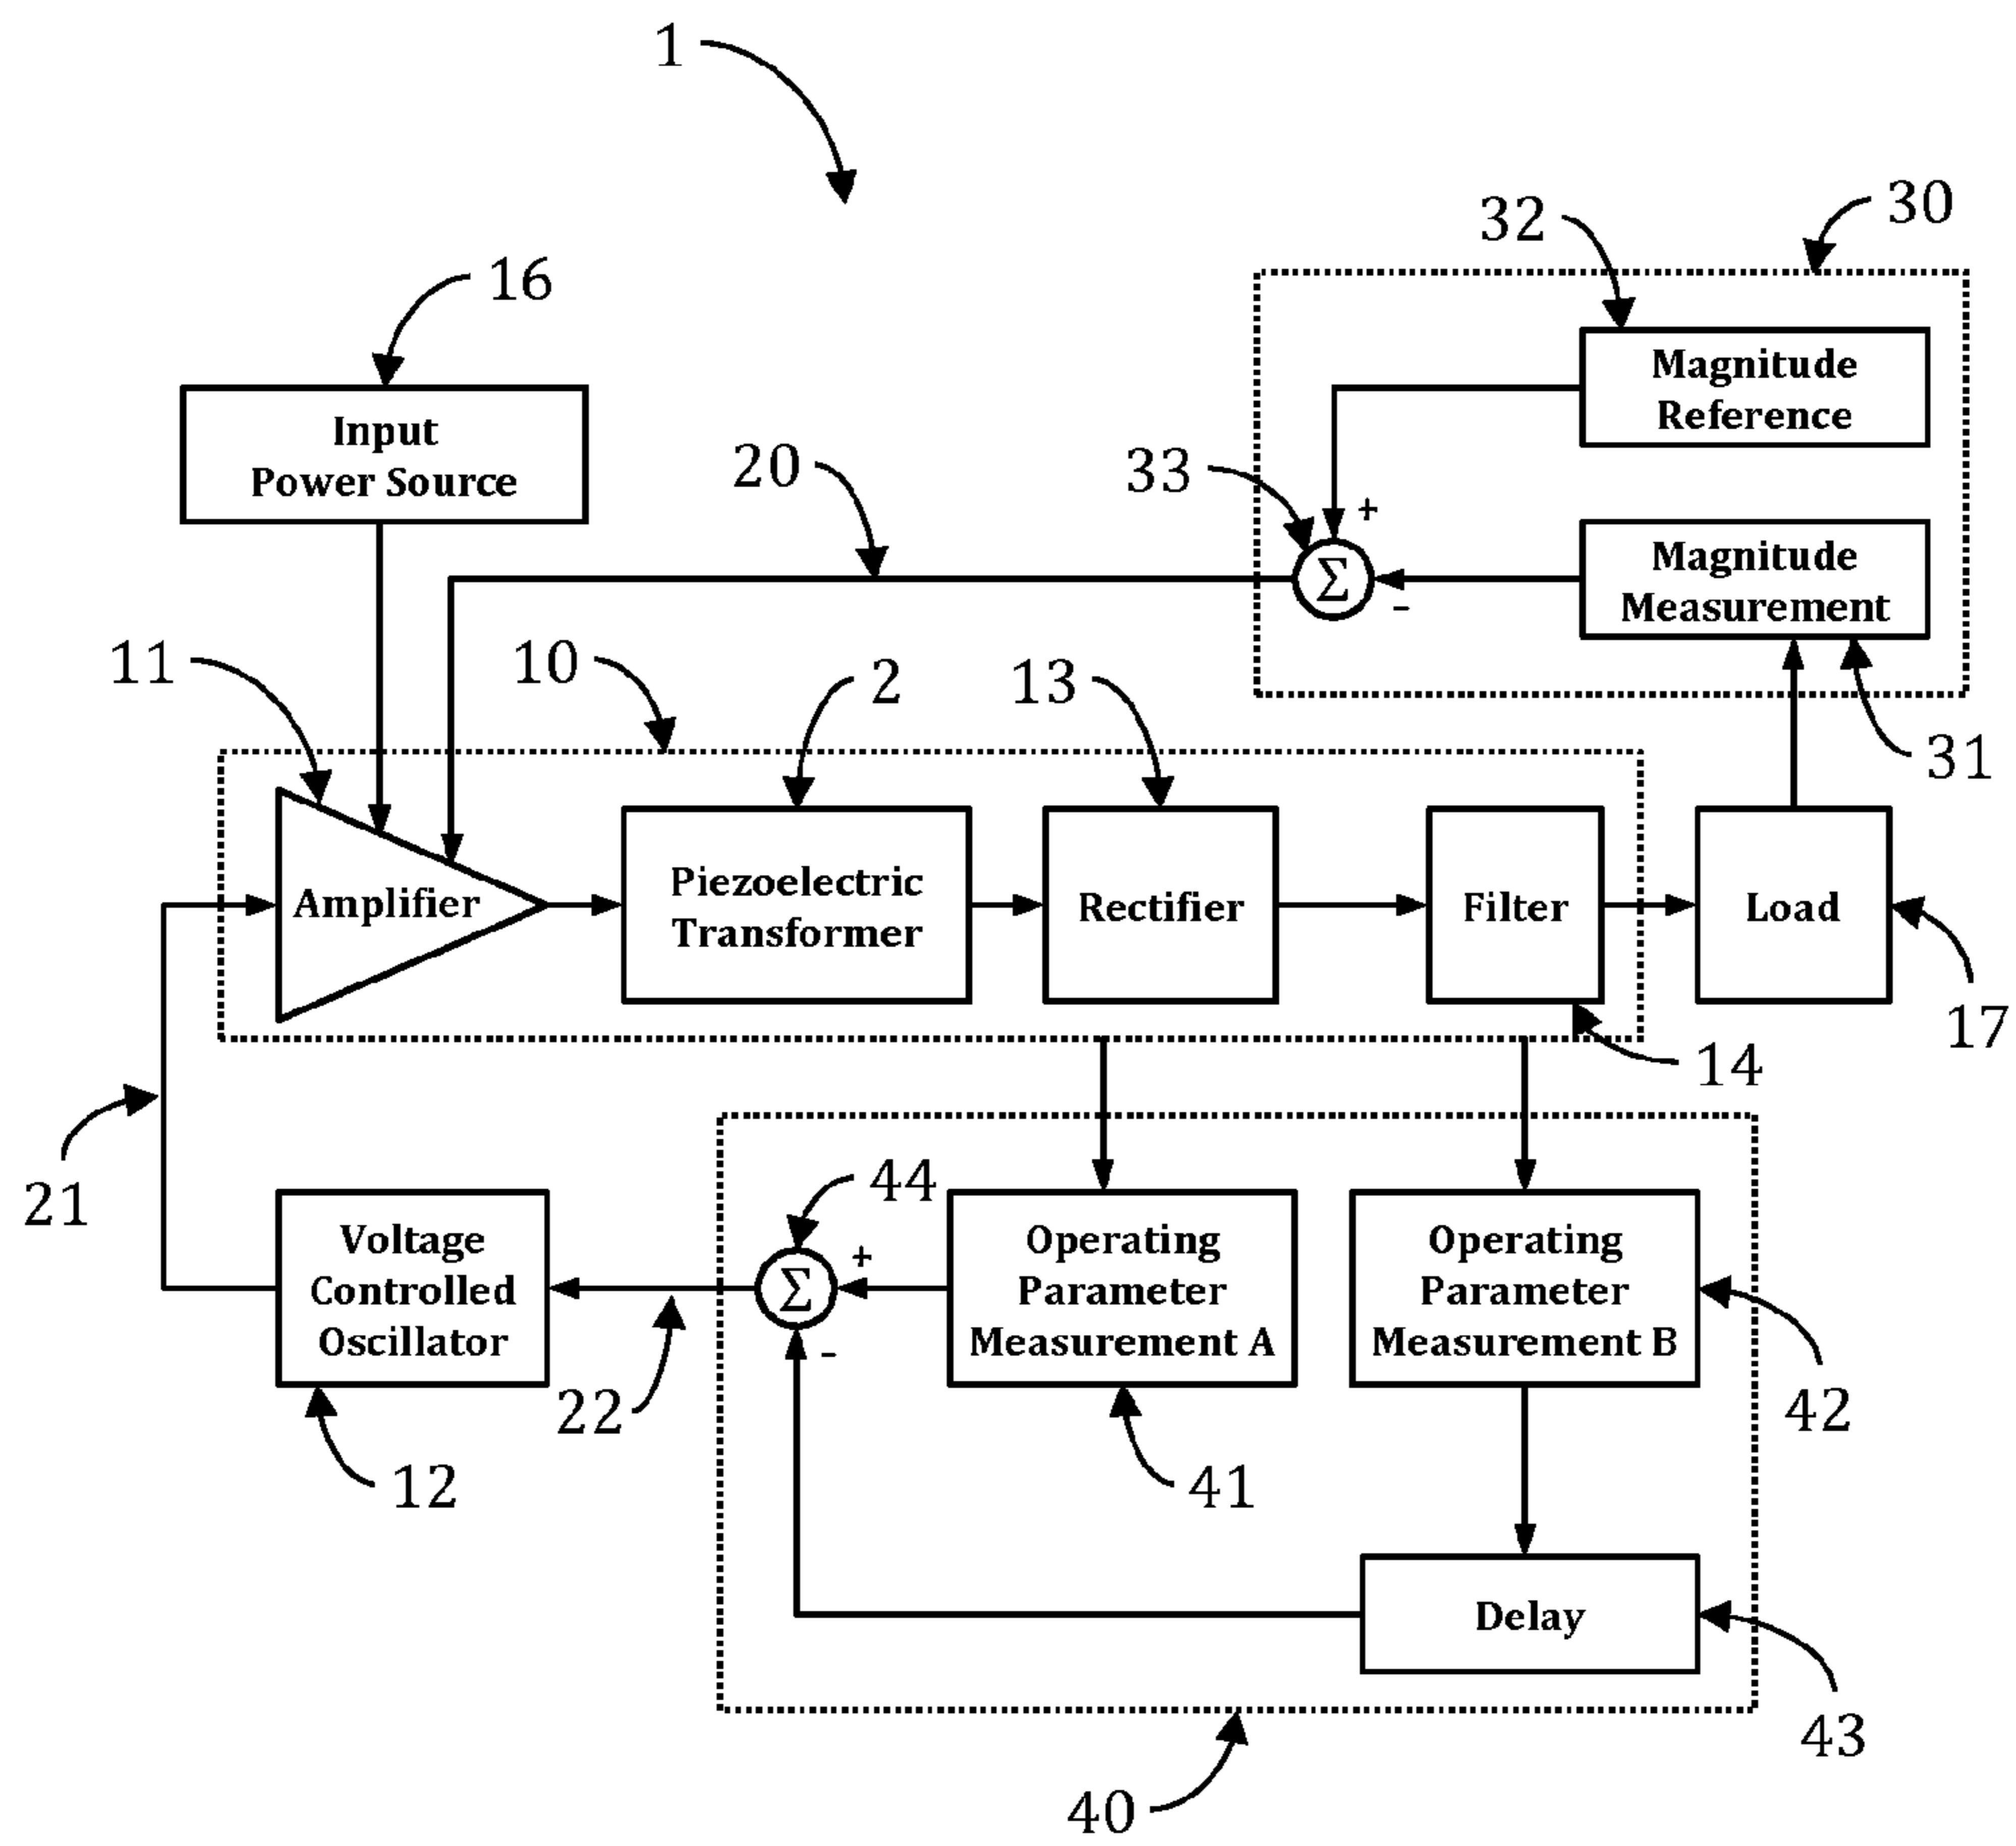 1
30
32
16
Magnitude
Reference
Input
Power Source
20
33
+
Magnitude
Measurement
Σ
-
11
10
2
13
31
Amplifier
Piezoelectric
Transformer
Rectifier
Filter
Load
17
14
21
44
Voltage
Controlled
Oscillator
22
Σ
+
-
Operating
Parameter
Measurement A
Operating
Parameter
Measurement B
42
12
41
Delay
43
40